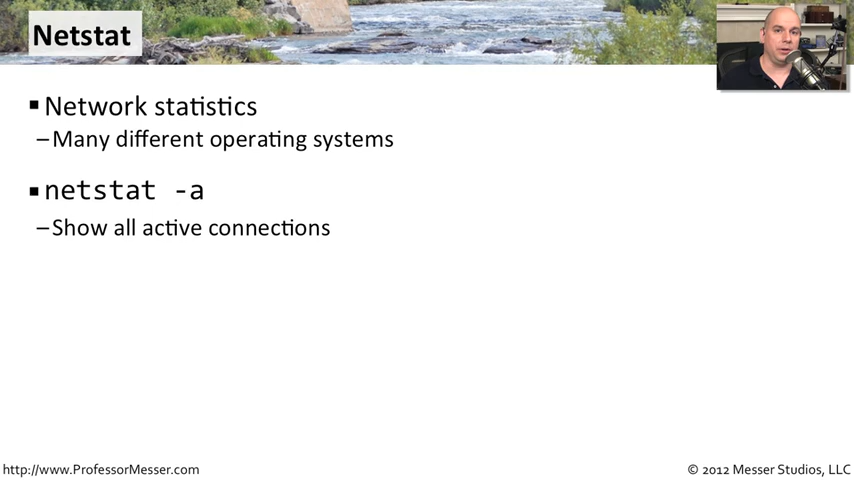 Netstat
▪ Network statistics
–Many different operating systems
▪ netstat -a
–Show all active connections
http://www.ProfessorMesser.com
© 2012 Messer Studios, LLC